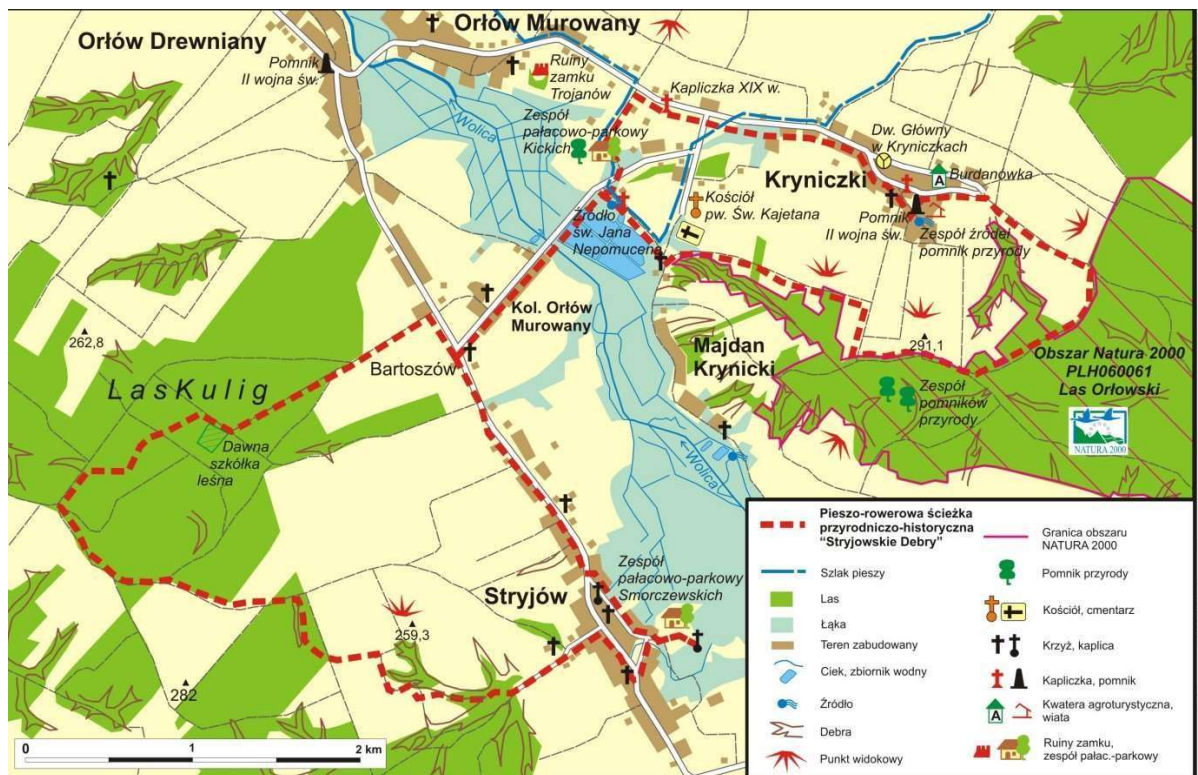 Orłów Murowany
Orłów Drewniany
Pomnik
II wojna św.
Ruiny
zamku
Trojanów
Kapliczka XIX w.
Wolica
Zespół
pałacowo-parkowy
Kickich
Dw. Główny
w Kryniczkach
Kryniczki
Burdanówka
Kościół
pw. Św. Kajetana
Pomnik
II wojna św.
Zespół źródeł
pomnik przyrody
Źródło
św. Jana
Nepomucena
Kol. Orłów
Murowany
262,8
Bartoszów
Majdan
Krynicki
291,1
Obszar Natura 2000
PLH060061
Las Orłowski
NATURA 2000
Las Kulig
Zespół
pomników
przyrody
Dawna
szkółka
leśna
Wolica
Zespół
pałacowo-parkowy
Smorczewskich
Stryjów
259,3
282
0 1 2 km
Pieszo-rowerowa ścieżka
przyrodniczo-historyczna
“Stryjowskie Debry”
Szlak pieszy
Las
Łąka
Teren zabudowany
Ciek, zbiornik wodny
Źródło
Debra
Punkt widokowy
Granica obszaru
NATURA 2000
Pomnik przyrody
Kościół, cmentarz
Krzyż, kaplica
Kapliczka, pomnik
A
Kwatera agroturystyczna,
wiata
A
Ruiny zamku,
zespół pałac.-parkowy